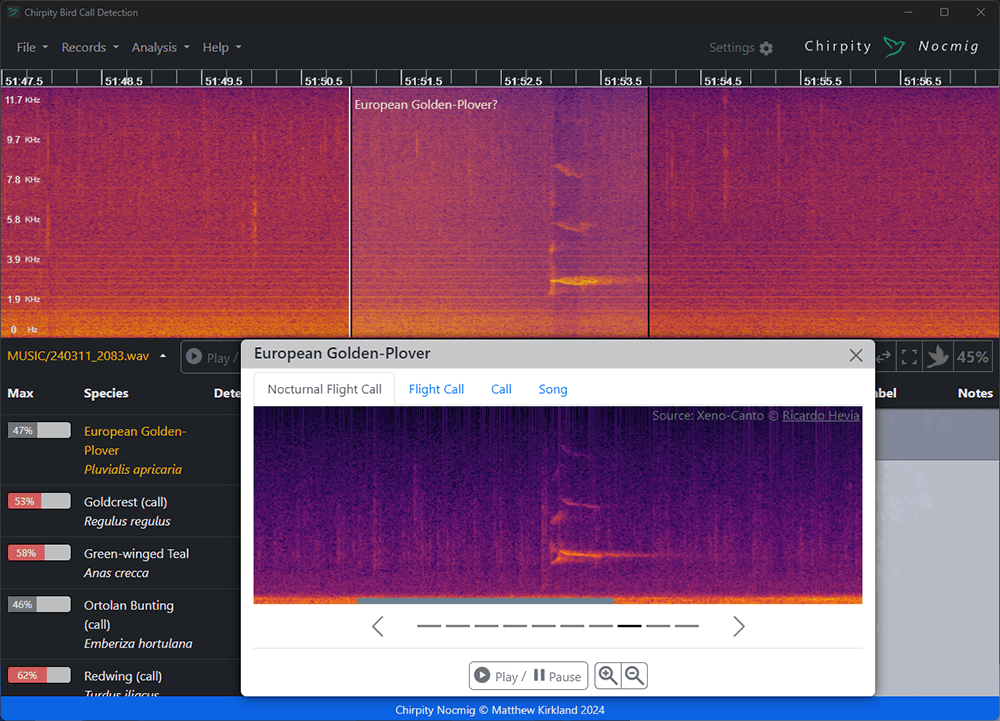 Chirpity Bird Call Detection
File Records Analysis Help Settings Chirpity Nocmig
51:47.5 51:48.5 51:49.5 51:50.5 51:51.5 51:52.5 51:53.5 51:54.5 51:55.5 51:56.5
11.7 KHz
European Golden-Plover?
9.7 KHz
7.8 KHz
5.8 KHz
3.9 KHz
1.9 KHz
0 Hz
MUSIC/240311_2083.wav Play / 45%
Max Species Dete abel Notes
47% European Golden-
Plover
Pluvialis apricaria
53% Goldcrest (call)
Regulus regulus
58% Green-winged Teal
Anas crecca
46% Ortolan Bunting
(call)
Emberiza hortulana
62% Redwing (call)
Turdus iliacus
European Golden-Plover
Nocturnal Flight Call Flight Call Call Song
Source: Xeno-Canto © Ricardo Hevia
Play / Pause
Chirpity Nocmig © Matthew Kirkland 2024